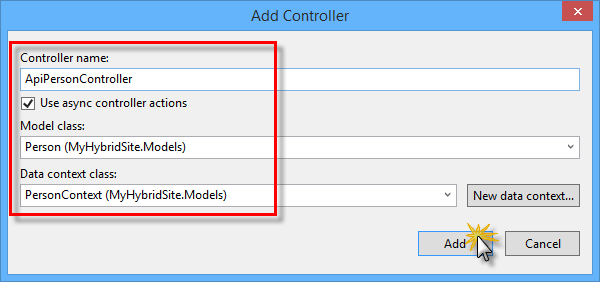 Add Controller
Controller name:
ApiPersonController
Use async controller actions
Model class:
Person (MyHybridSite.Models)
Data context class:
PersonContext (MyHybridSite.Models)
New data context...
Add
Cancel